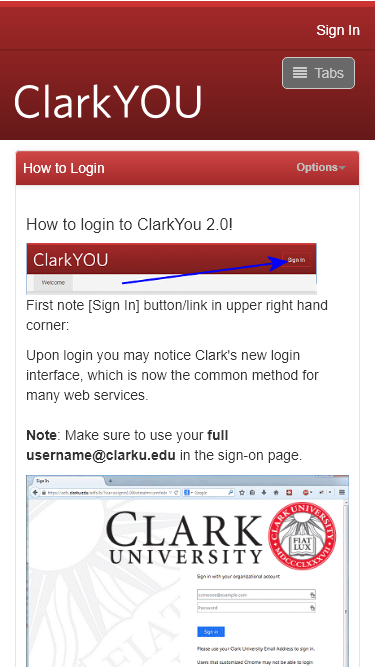 Sign In
Tabs
ClarkYOU
How to Login
Options
How to login to ClarkYou 2.0!
ClarkYOU
Sign In
Welcome
First note [Sign In] button/link in upper right hand
corner:
Upon login you may notice Clark's new login
interface, which is now the common method for
many web services.
Note: Make sure to use your full
username@clarku.edu in the sign-on page.
Sign In
Google
CLARK
UNIVERSITY
CLARK UNIVERSITY
FIAT
LUX
MDCCCLXXXVII
Sign in with your organizational account
someone@example.com
Password
Sign in
Please use your Clark University Email Address to sign in.
Users that customized Chrome may not be able to login